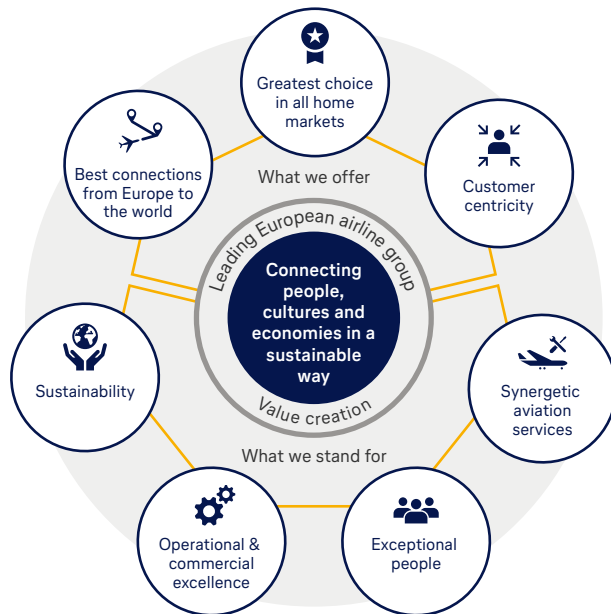 Greatest choice
in all home
markets
Best connections
from Europe to
the world
Customer
centricity
What we offer
Leading European airline group
Connecting
people,
cultures and
economies in a
sustainable
way
Value creation
Sustainability
Synergetic
aviation
services
What we stand for
Operational &
commercial
excellence
Exceptional
people